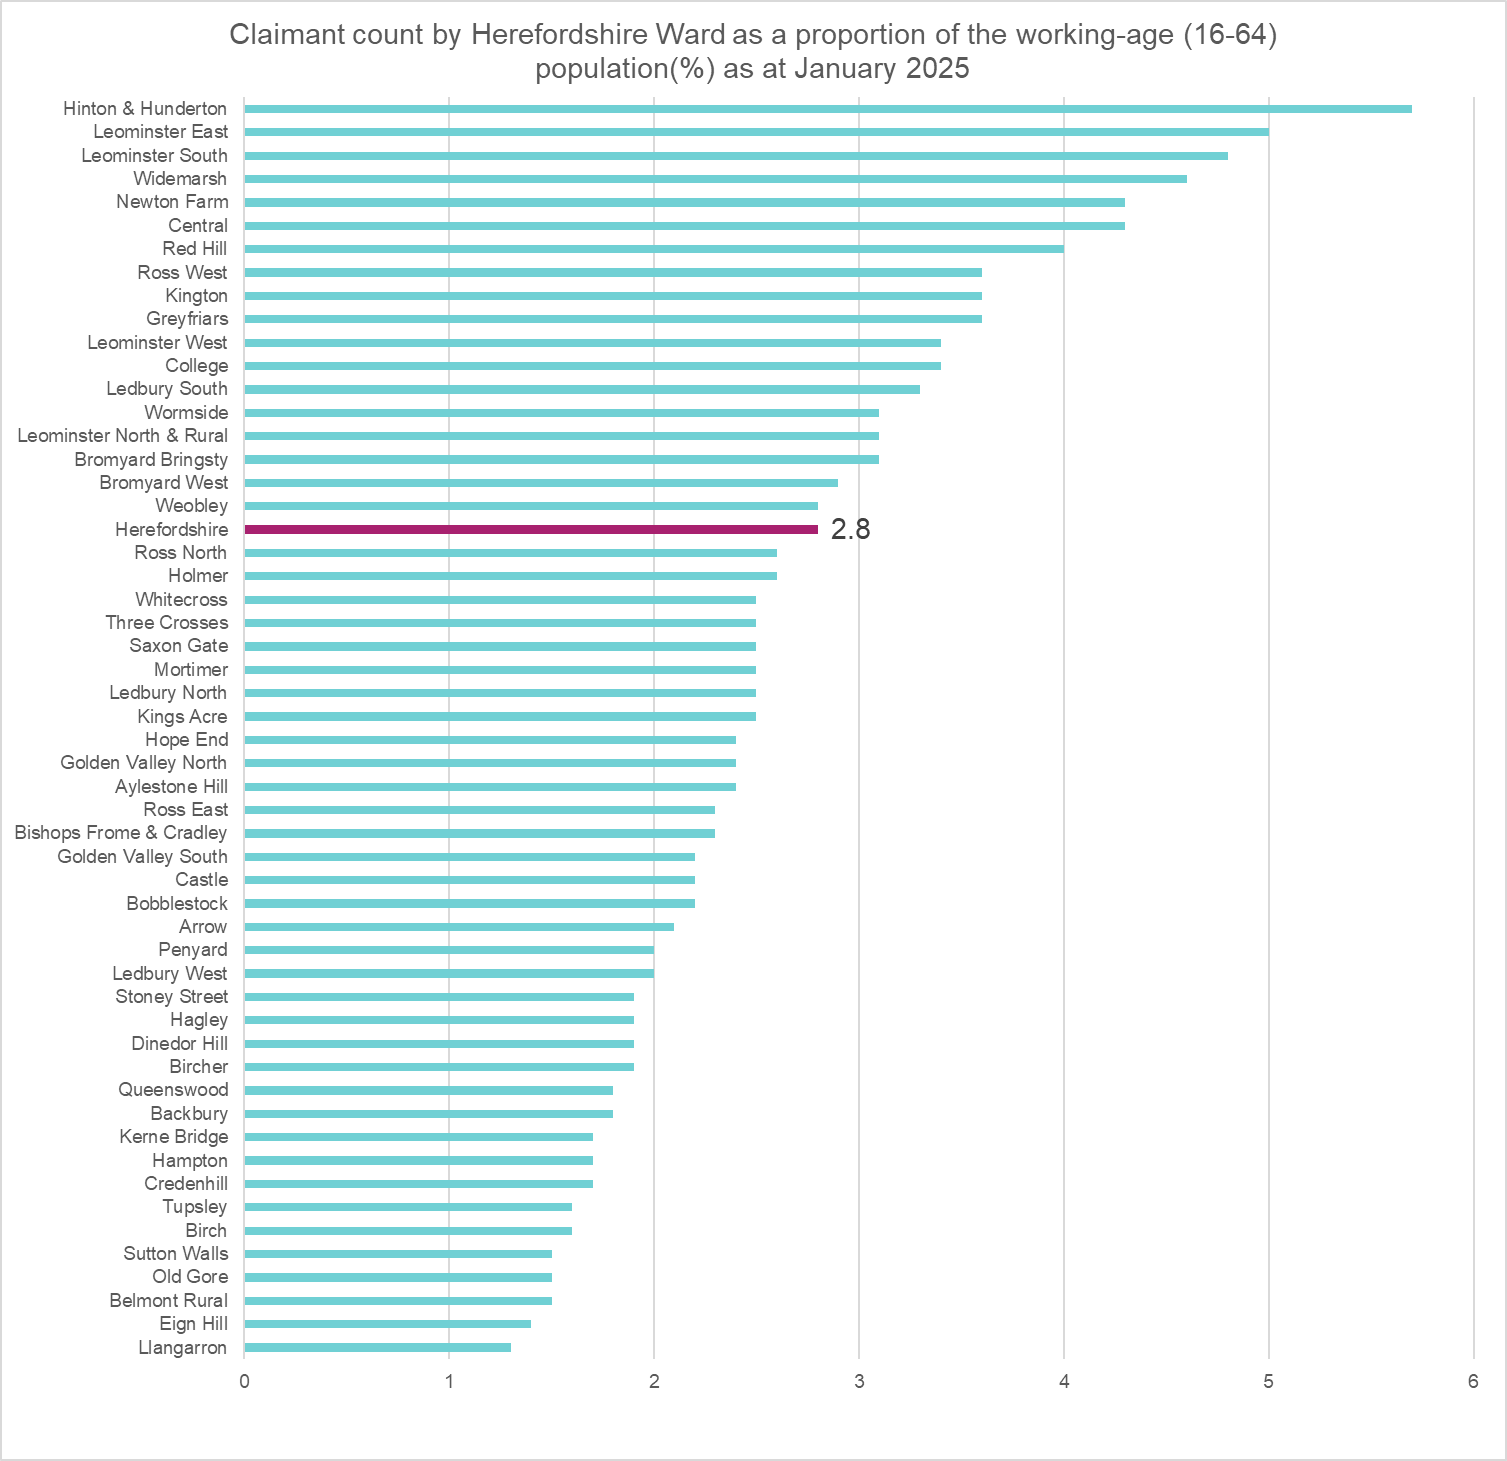 Claimant count by Herefordshire Ward as a proportion of the working-age (16-64)
population(%) as at January 2025
Hinton & Hunderton
Leominster East
Leominster South
Widemarsh
Newton Farm
Central
Red Hill
Ross West
Kington
Greyfriars
Leominster West
College
Ledbury South
Wormside
Leominster North & Rural
Bromyard Bringsty
Bromyard West
Weobley
Herefordshire 2.8
Ross North
Holmer
Whitecross
Three Crosses
Saxon Gate
Mortimer
Ledbury North
Kings Acre
Hope End
Golden Valley North
Aylestone Hill
Ross East
Bishops Frome & Cradley
Golden Valley South
Castle
Bobblestock
Arrow
Penyard
Ledbury West
Stoney Street
Hagley
Dinedor Hill
Bircher
Queenswood
Backbury
Kerne Bridge
Hampton
Credenhill
Tupsley
Birch
Sutton Walls
Old Gore
Belmont Rural
Eign Hill
Llangarron
0 1 2 3 4 5 6